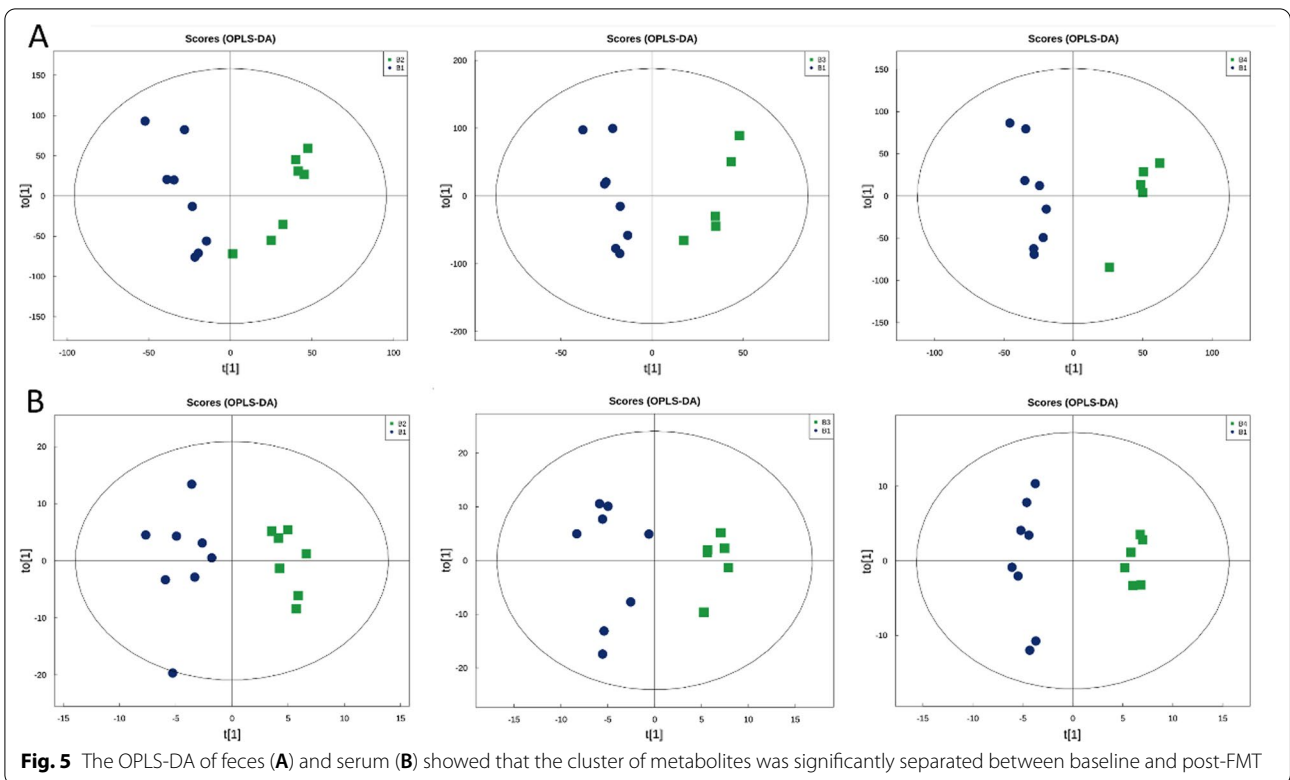 A
Scores (OPLS-DA)
B2
B1
to[1]
150
100
50
0
-50
-100
-150
-100
-50
0
50
100
t[1]
Scores (OPLS-DA)
B3
B1
to[1]
200
100
0
-100
-200
-50
0
50
t[1]
Scores (OPLS-DA)
B4
B1
to[1]
150
100
50
0
-50
-100
-150
-100
-50
0
50
100
t[1]
B
Scores (OPLS-DA)
B2
B1
to[1]
20
10
0
-10
-20
-15
-10
-5
0
5
10
15
t[1]
Scores (OPLS-DA)
B3
B1
to[1]
20
10
0
-10
-20
-15
-10
-5
0
5
10
15
t[1]
Scores (OPLS-DA)
B4
B1
to[1]
10
0
-10
-15
-10
-5
0
5
10
15
t[1]
Fig. 5 The OPLS-DA of feces (A) and serum (B) showed that the cluster of metabolites was significantly separated between baseline and post-FMT